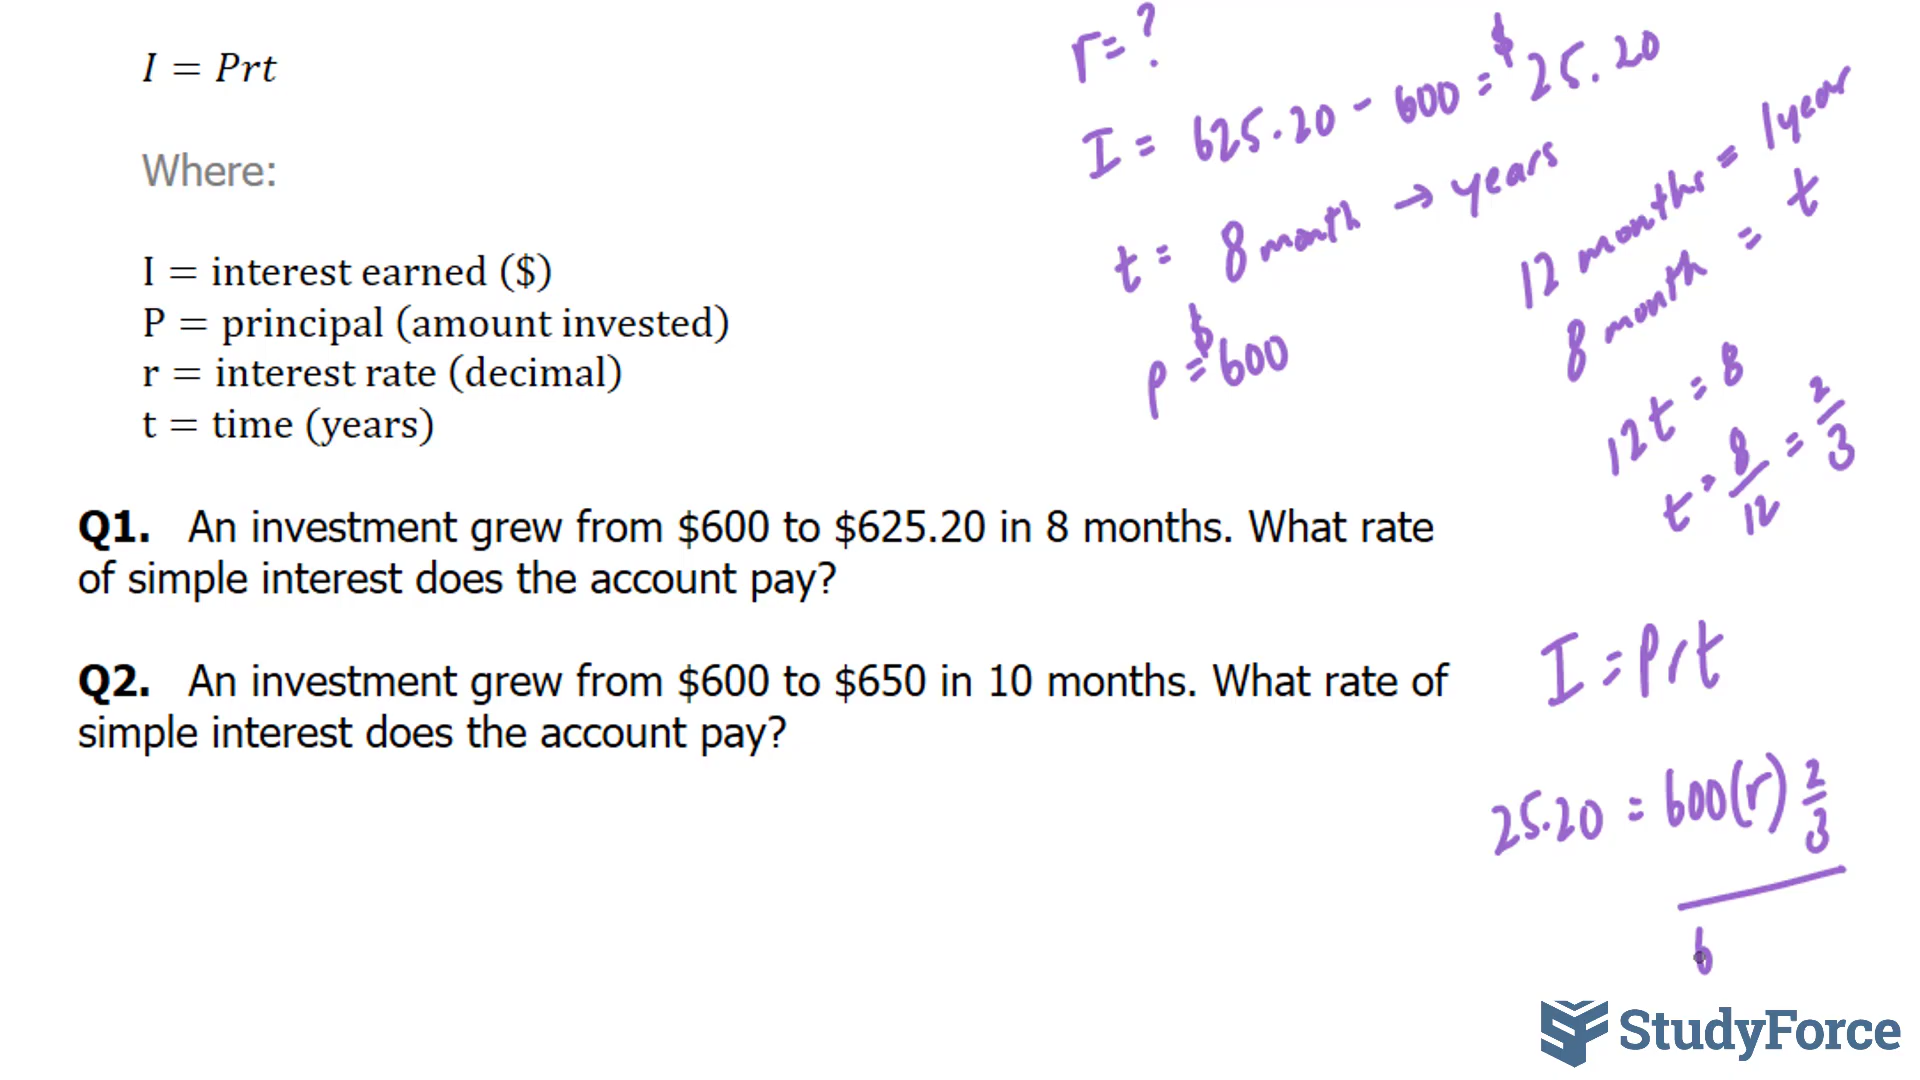 I = Prt
Where:
I = interest earned ($)
P = principal (amount invested)
r = interest rate (decimal)
t = time (years)
r = ?
I = 625.20 - 600 = $25.20
t = 8 month → years
P = $600
12 months = 1 year
8 month = t
12t = 8
t = 8/12 = 2/3
Q1. An investment grew from $600 to $625.20 in 8 months. What rate
of simple interest does the account pay?
Q2. An investment grew from $600 to $650 in 10 months. What rate of
simple interest does the account pay?
I = Prt
25.20 = 600(r) 2/3
6
StudyForce